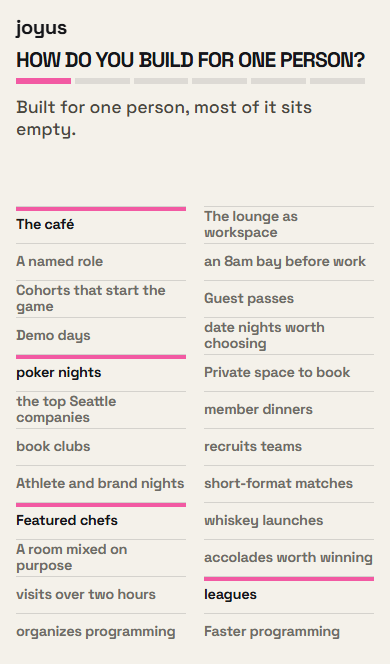 joyus
HOW DO YOU BUILD FOR ONE PERSON?
Built for one person, most of it sits
empty.
The café
A named role
Cohorts that start the
game
Demo days
poker nights
the top Seattle
companies
book clubs
Athlete and brand nights
Featured chefs
A room mixed on
purpose
visits over two hours
organizes programming
The lounge as
workspace
an 8am bay before work
Guest passes
date nights worth
choosing
Private space to book
member dinners
recruits teams
short-format matches
whiskey launches
accolades worth winning
leagues
Faster programming